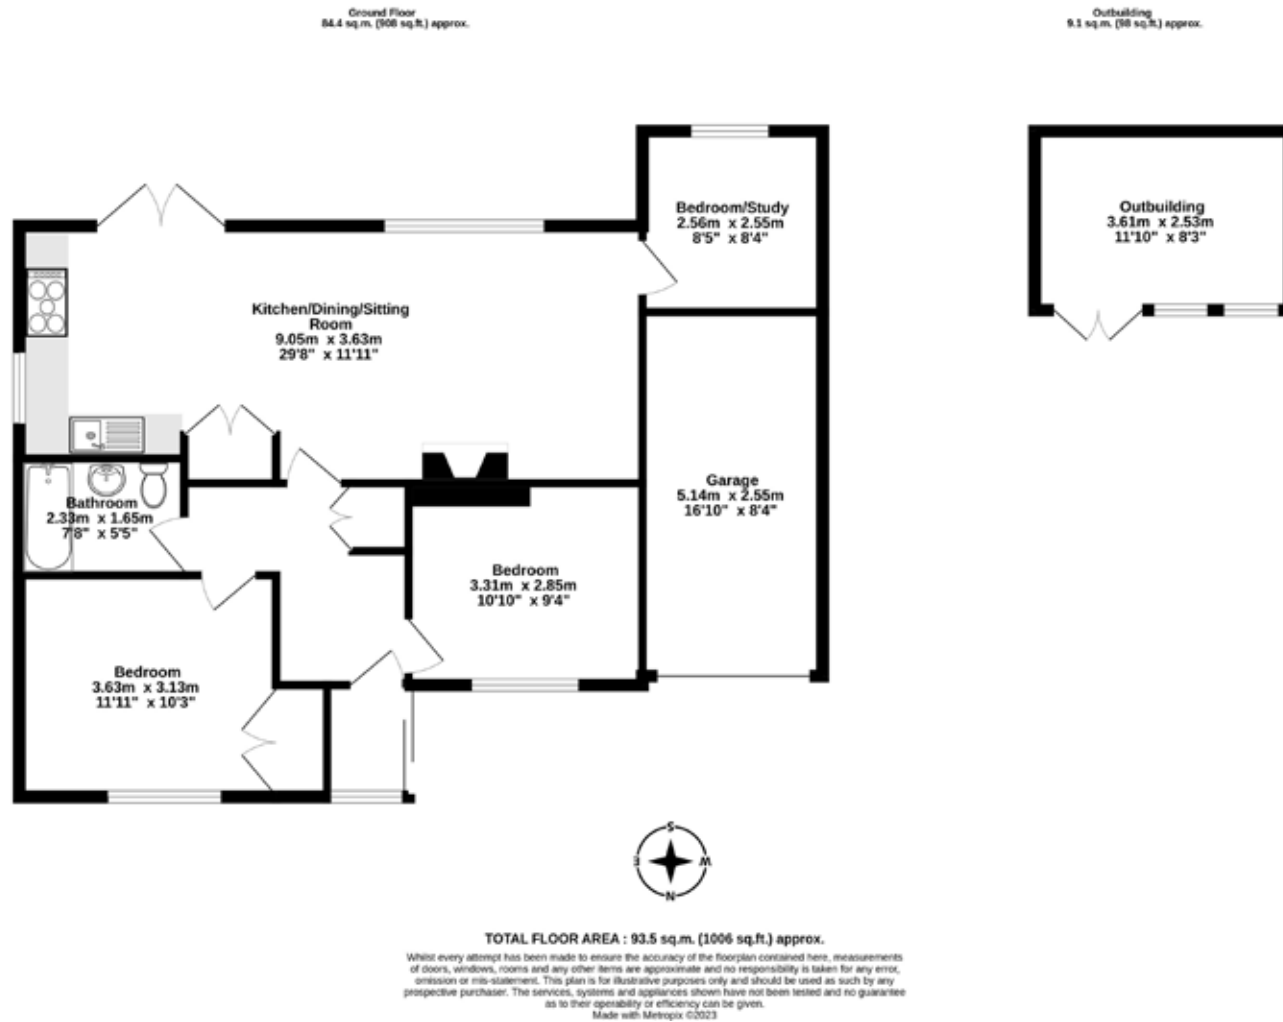 Ground Floor
84.4 sq.m. (908 sq.ft.) approx.
Outbuilding
9.1 sq.m. (98 sq.ft.) approx.
Bedroom/Study
2.56m x 2.55m
8'5" x 8'4"
Outbuilding
3.61m x 2.53m
11'10" x 8'3"
Kitchen/Dining/Sitting
Room
9.05m x 3.63m
29'8" x 11'11"
Garage
5.14m x 2.55m
16'10" x 8'4"
Bathroom
2.33m x 1.65m
7'8" x 5'5"
Bedroom
3.31m x 2.85m
10'10" x 9'4"
Bedroom
3.63m x 3.13m
11'11" x 10'3"
S
E
W
N
TOTAL FLOOR AREA : 93.5 sq.m. (1006 sq.ft.) approx.
Whilst every attempt has been made to ensure the accuracy of the floorplan contained here, measurements
of doors, windows, rooms and any other items are approximate and no responsibility is taken for any error,
omission or mis-statement. This plan is for illustrative purposes only and should be used as such by any
prospective purchaser. The services, systems and appliances shown have not been tested and no guarantee
as to their operability or efficiency can be given.
Made with Metropix ©2023